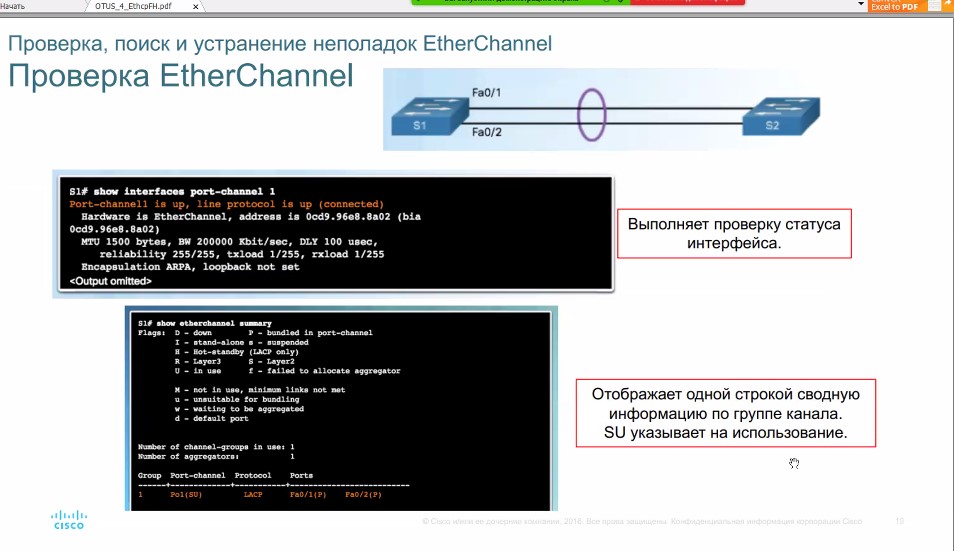 Начать
OTUS_4_EthcpFH.pdf
x
Excel to PDF
Проверка, поиск и устранение неполадок EtherChannel
Проверка EtherChannel
Fa0/1
S1
S2
Fa0/2
S1# show interfaces port-channel 1
Port-channel1 is up, line protocol is up (connected)
Hardware is EtherChannel, address is 0cd9.96e8.8a02 (bia
0cd9.96e8.8a02)
MTU 1500 bytes, BW 200000 Kbit/sec, DLY 100 usec,
reliability 255/255, txload 1/255, rxload 1/255
Encapsulation ARPA, loopback not set
<Output omitted>
Выполняет проверку статуса
интерфейса.
S1# show etherchannel summary
Flags: D - down P - bundled in port-channel
I - stand-alone s - suspended
H - Hot-standby (LACP only)
R - Layer3 S - Layer2
U - in use f - failed to allocate aggregator
M - not in use, minimum links not met
u - unsuitable for bundling
w - waiting to be aggregated
d - default port
Number of channel-groups in use: 1
Number of aggregators: 1
Group Port-channel Protocol Ports
------+-------------+-----------+--------------------------
1 Po1(SU) LACP Fa0/1(P) Fa0/2(P)
Отображает одной строкой сводную
информацию по группе канала.
SU указывает на использование.
CISCO
© Cisco и/или ее дочерние компании, 2016. Все права защищены. Конфиденциальная информация корпорации Cisco
10